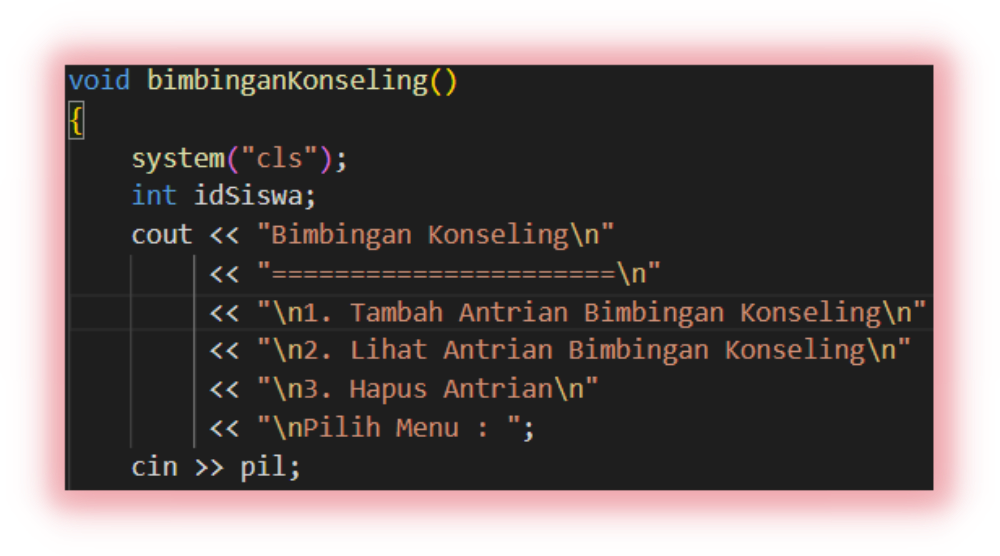 void bimbinganKonseling()
{
    system("cls");
    int idSiswa;
    cout << "Bimbingan Konseling\n"
         << "======================\n"
         << "\n1. Tambah Antrian Bimbingan Konseling\n"
         << "\n2. Lihat Antrian Bimbingan Konseling\n"
         << "\n3. Hapus Antrian\n"
         << "\nPilih Menu : ";
    cin >> pil;